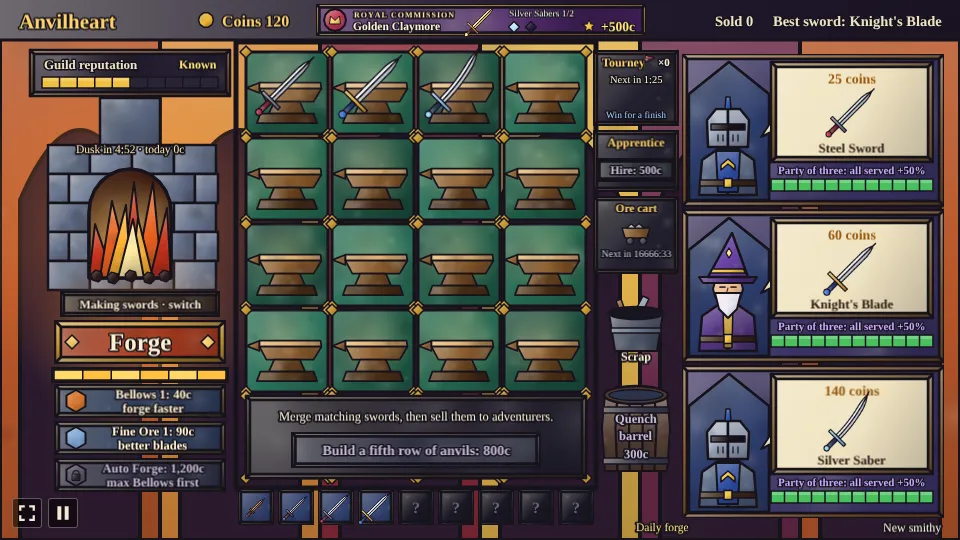 Anvilheart
Coins 120
ROYAL COMMISSION
Golden Claymore
Silver Sabers 1/2
+500c
Sold 0
Best sword: Knight's Blade
Guild reputation
Known
Dusk in 4:52 · today 0c
Making swords · switch
Forge
Bellows 1: 40c
forge faster
Fine Ore 1: 90c
better blades
Auto Forge: 1,200c
max Bellows first
Merge matching swords, then sell them to adventurers.
Build a fifth row of anvils: 800c
? ? ? ? ?
Tourney ×0
Next in 1:25
Win for a finish
Apprentice
Hire: 500c
Ore cart
Next in 16666:33
Scrap
Quench
barrel
300c
25 coins
Steel Sword
Party of three: all served +50%
60 coins
Knight's Blade
Party of three: all served +50%
140 coins
Silver Saber
Party of three: all served +50%
Daily forge
New smithy